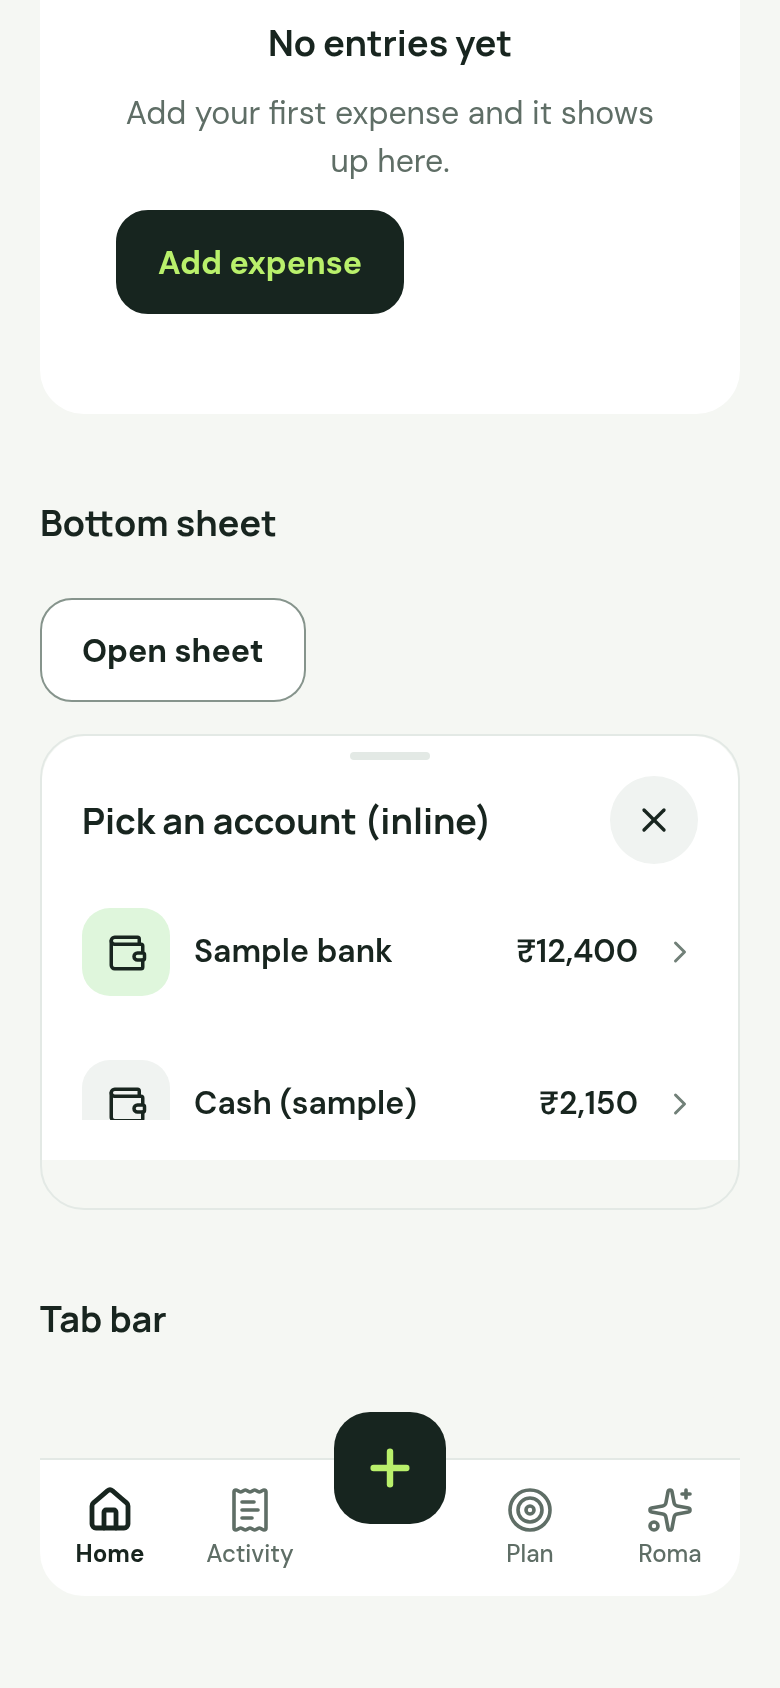 No entries yet
Add your first expense and it shows
up here.
Add expense
Bottom sheet
Open sheet
Pick an account (inline)
Sample bank ₹12,400
Cash (sample) ₹2,150
Tab bar
Home Activity Plan Roma